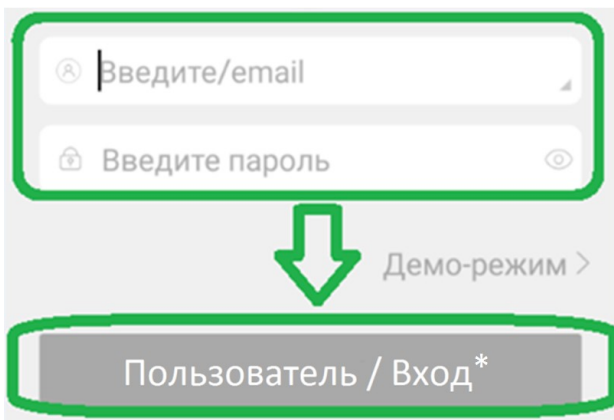 Введите/email
Введите пароль
Демо-режим >
Пользователь / Вход*